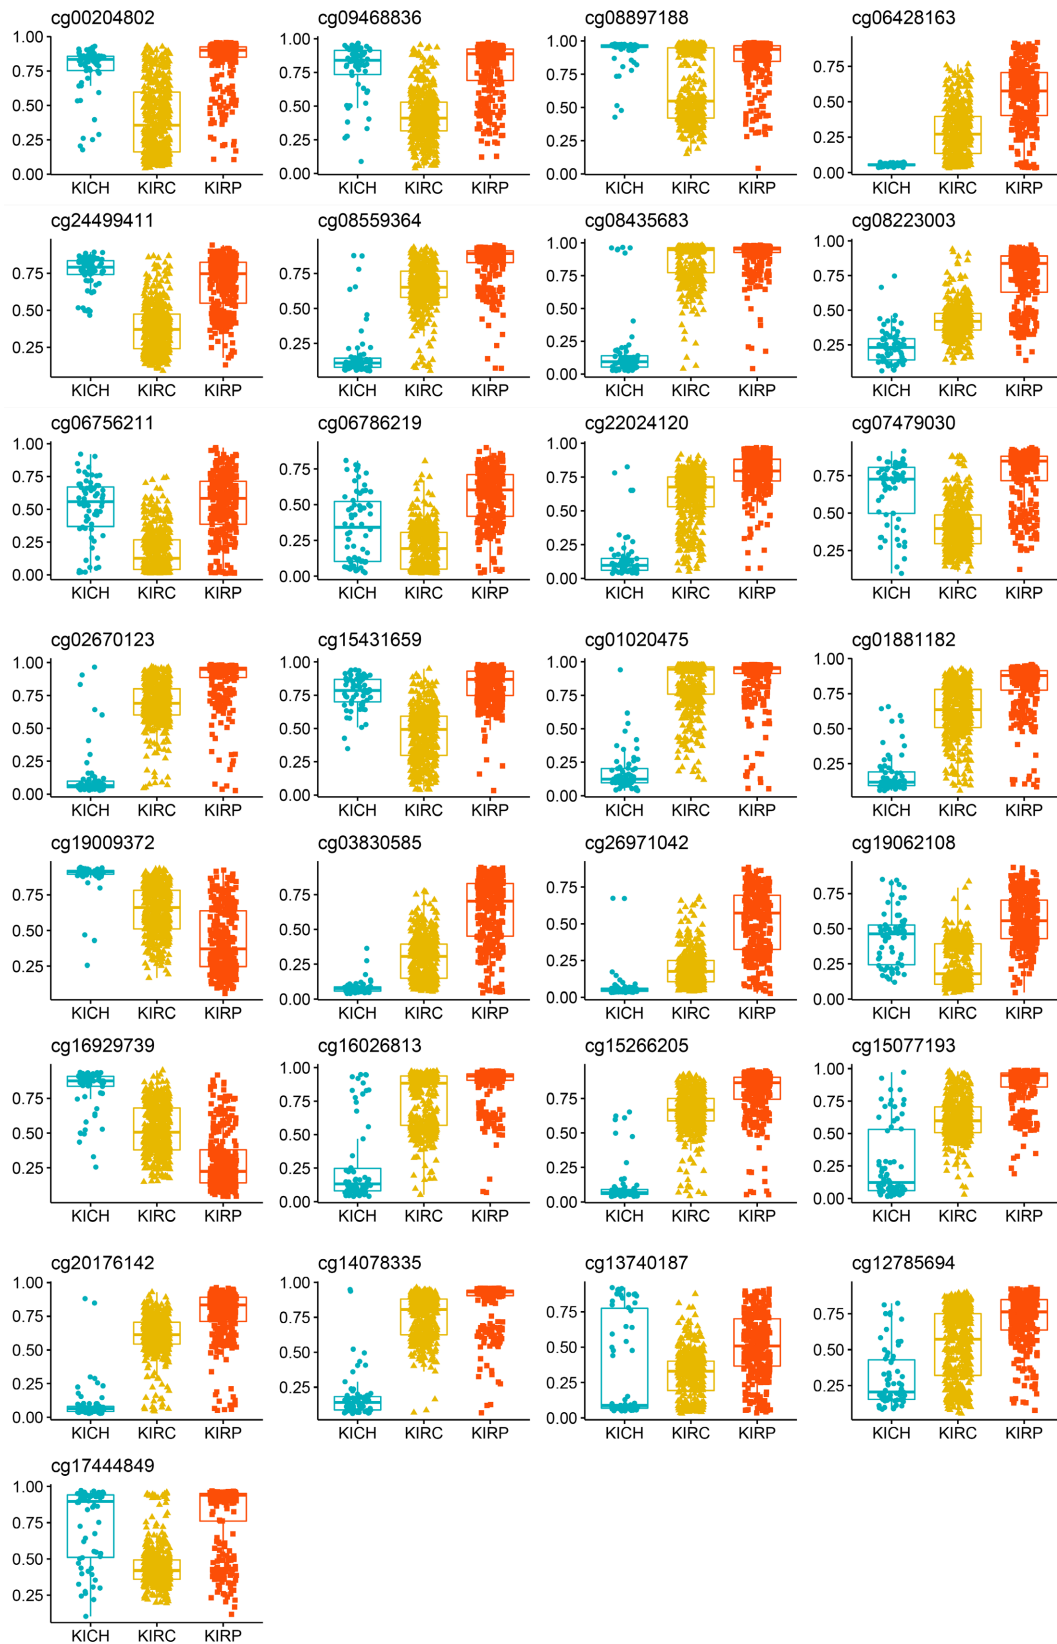 cg00204802 cg09468836 cg08897188 cg06428163
1.00 1.00 1.00
0.75 0.75 0.75 0.75
0.50 0.50 0.50 0.50
0.25 0.25 0.25 0.25
0.00 0.00 0.00 0.00
KICH KIRC KIRP KICH KIRC KIRP KICH KIRC KIRP KICH KIRC KIRP
cg24499411 cg08559364 cg08435683 cg08223003
1.00 1.00
0.75 0.75 0.75 0.75
0.50 0.50 0.50 0.50
0.25 0.25 0.25 0.25
0.00
KICH KIRC KIRP KICH KIRC KIRP KICH KIRC KIRP KICH KIRC KIRP
cg06756211 cg06786219 cg22024120 cg07479030
1.00 1.00
0.75 0.75 0.75 0.75
0.50 0.50 0.50 0.50
0.25 0.25 0.25 0.25
0.00 0.00 0.00
KICH KIRC KIRP KICH KIRC KIRP KICH KIRC KIRP KICH KIRC KIRP
cg02670123 cg15431659 cg01020475 cg01881182
1.00 1.00 1.00 1.00
0.75 0.75 0.75 0.75
0.50 0.50 0.50 0.50
0.25 0.25 0.25 0.25
0.00 0.00 0.00
KICH KIRC KIRP KICH KIRC KIRP KICH KIRC KIRP KICH KIRC KIRP
cg19009372 cg03830585 cg26971042 cg19062108
0.75 0.75 0.75 0.75
0.50 0.50 0.50 0.50
0.25 0.25 0.25 0.25
0.00 0.00 0.00
KICH KIRC KIRP KICH KIRC KIRP KICH KIRC KIRP KICH KIRC KIRP
cg16929739 cg16026813 cg15266205 cg15077193
1.00 1.00 1.00
0.75 0.75 0.75 0.75
0.50 0.50 0.50 0.50
0.25 0.25 0.25 0.25
0.00 0.00 0.00
KICH KIRC KIRP KICH KIRC KIRP KICH KIRC KIRP KICH KIRC KIRP
cg20176142 cg14078335 cg13740187 cg12785694
1.00 1.00
0.75 0.75 0.75 0.75
0.50 0.50 0.50 0.50
0.25 0.25 0.25 0.25
0.00 0.00
KICH KIRC KIRP KICH KIRC KIRP KICH KIRC KIRP KICH KIRC KIRP
cg17444849
1.00
0.75
0.50
0.25
KICH KIRC KIRP